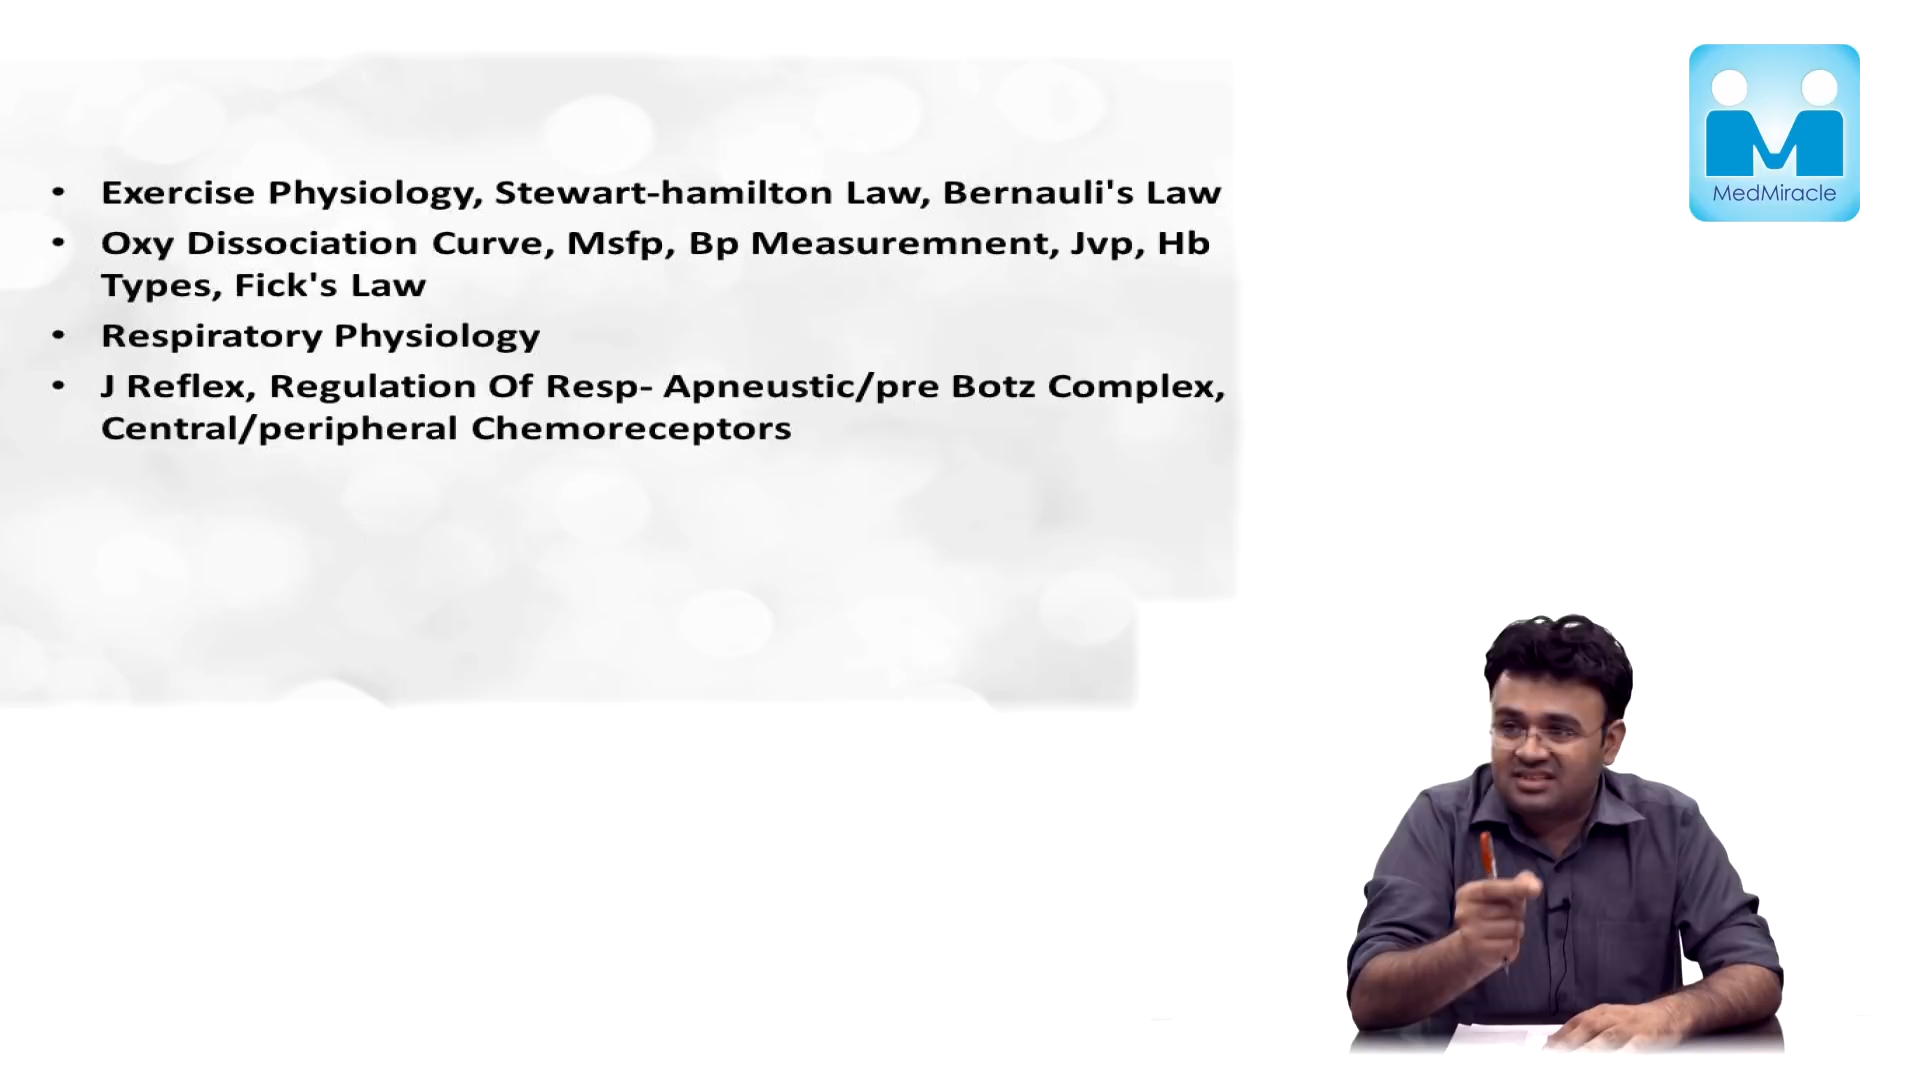 • Exercise Physiology, Stewart-hamilton Law, Bernauli's Law
• Oxy Dissociation Curve, Msfp, Bp Measuremnent, Jvp, Hb
Types, Fick's Law
• Respiratory Physiology
• J Reflex, Regulation Of Resp- Apneustic/pre Botz Complex,
Central/peripheral Chemoreceptors
MedMiracle